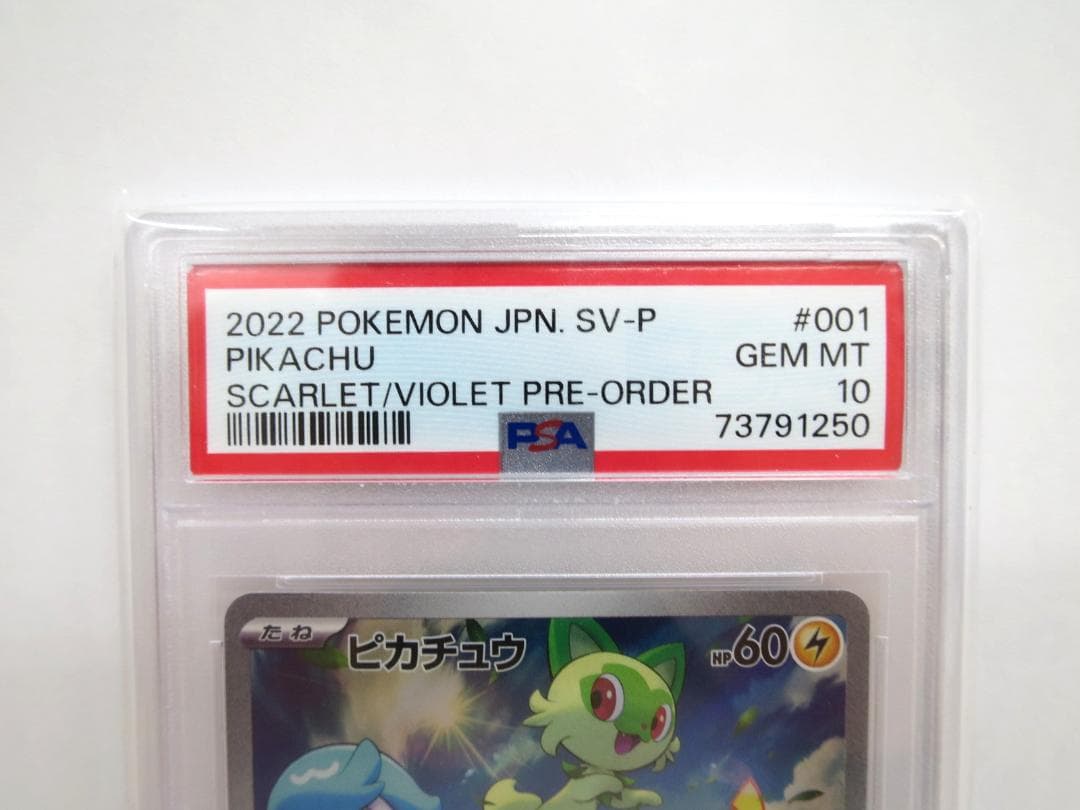 2022 POKEMON JPN. SV-P #001
PIKACHU GEM MT
SCARLET/VIOLET PRE-ORDER 10
PSA 73791250
たね ピカチュウ HP60